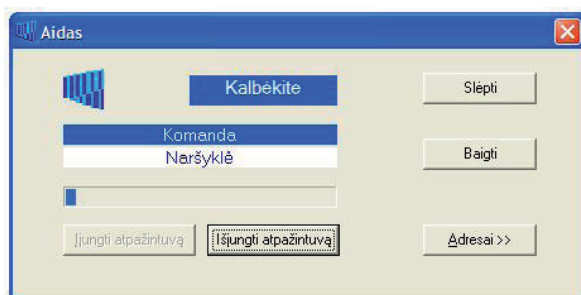 Aidas
Kalbėkite
Slėpti
Komanda
Naršyklė
Baigti
Įjungti atpažintuvą
Išjungti atpažintuvą
Adresai >>